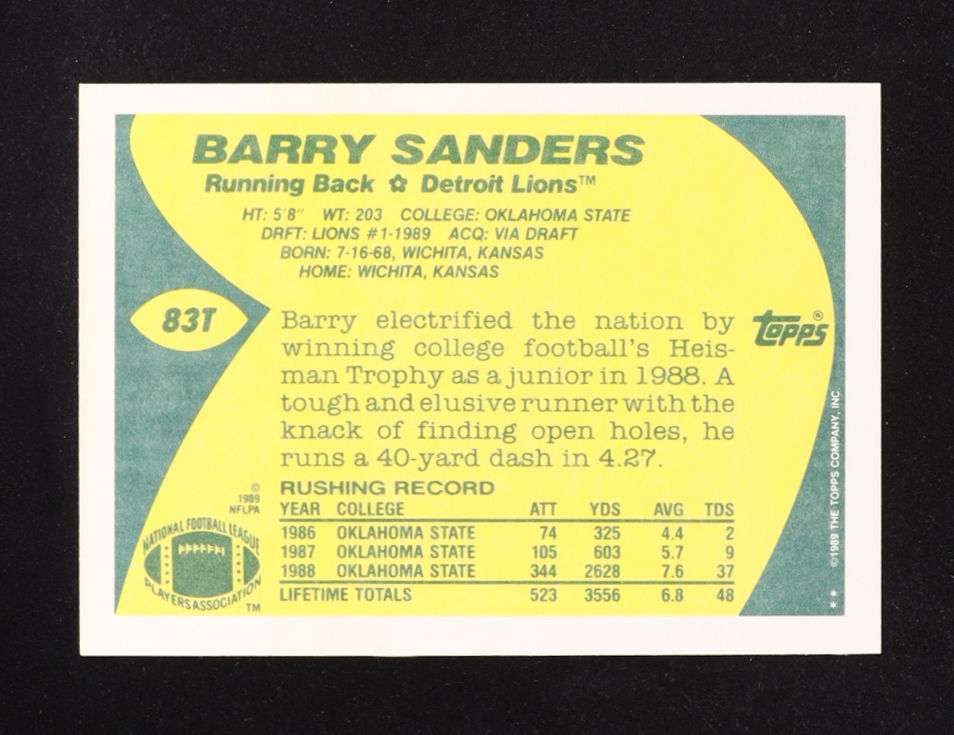 BARRY SANDERS
Running Back ✿ Detroit Lions™
HT: 5'8" WT: 203 COLLEGE: OKLAHOMA STATE
DRFT: LIONS #1-1989 ACQ: VIA DRAFT
BORN: 7-16-68, WICHITA, KANSAS
HOME: WICHITA, KANSAS
83T
Barry electrified the nation by
winning college football's Heis-
man Trophy as a junior in 1988. A
tough and elusive runner with the
knack of finding open holes, he
runs a 40-yard dash in 4.27.
Topps®
RUSHING RECORD
YEAR COLLEGE ATT YDS AVG TDS
1986 OKLAHOMA STATE 74 325 4.4 2
1987 OKLAHOMA STATE 105 603 5.7 9
1988 OKLAHOMA STATE 344 2628 7.6 37
LIFETIME TOTALS 523 3556 6.8 48
©
1989
NFLPA
NATIONAL FOOTBALL LEAGUE
PLAYERS ASSOCIATION
TM
©1989 THE TOPPS COMPANY, INC.
**